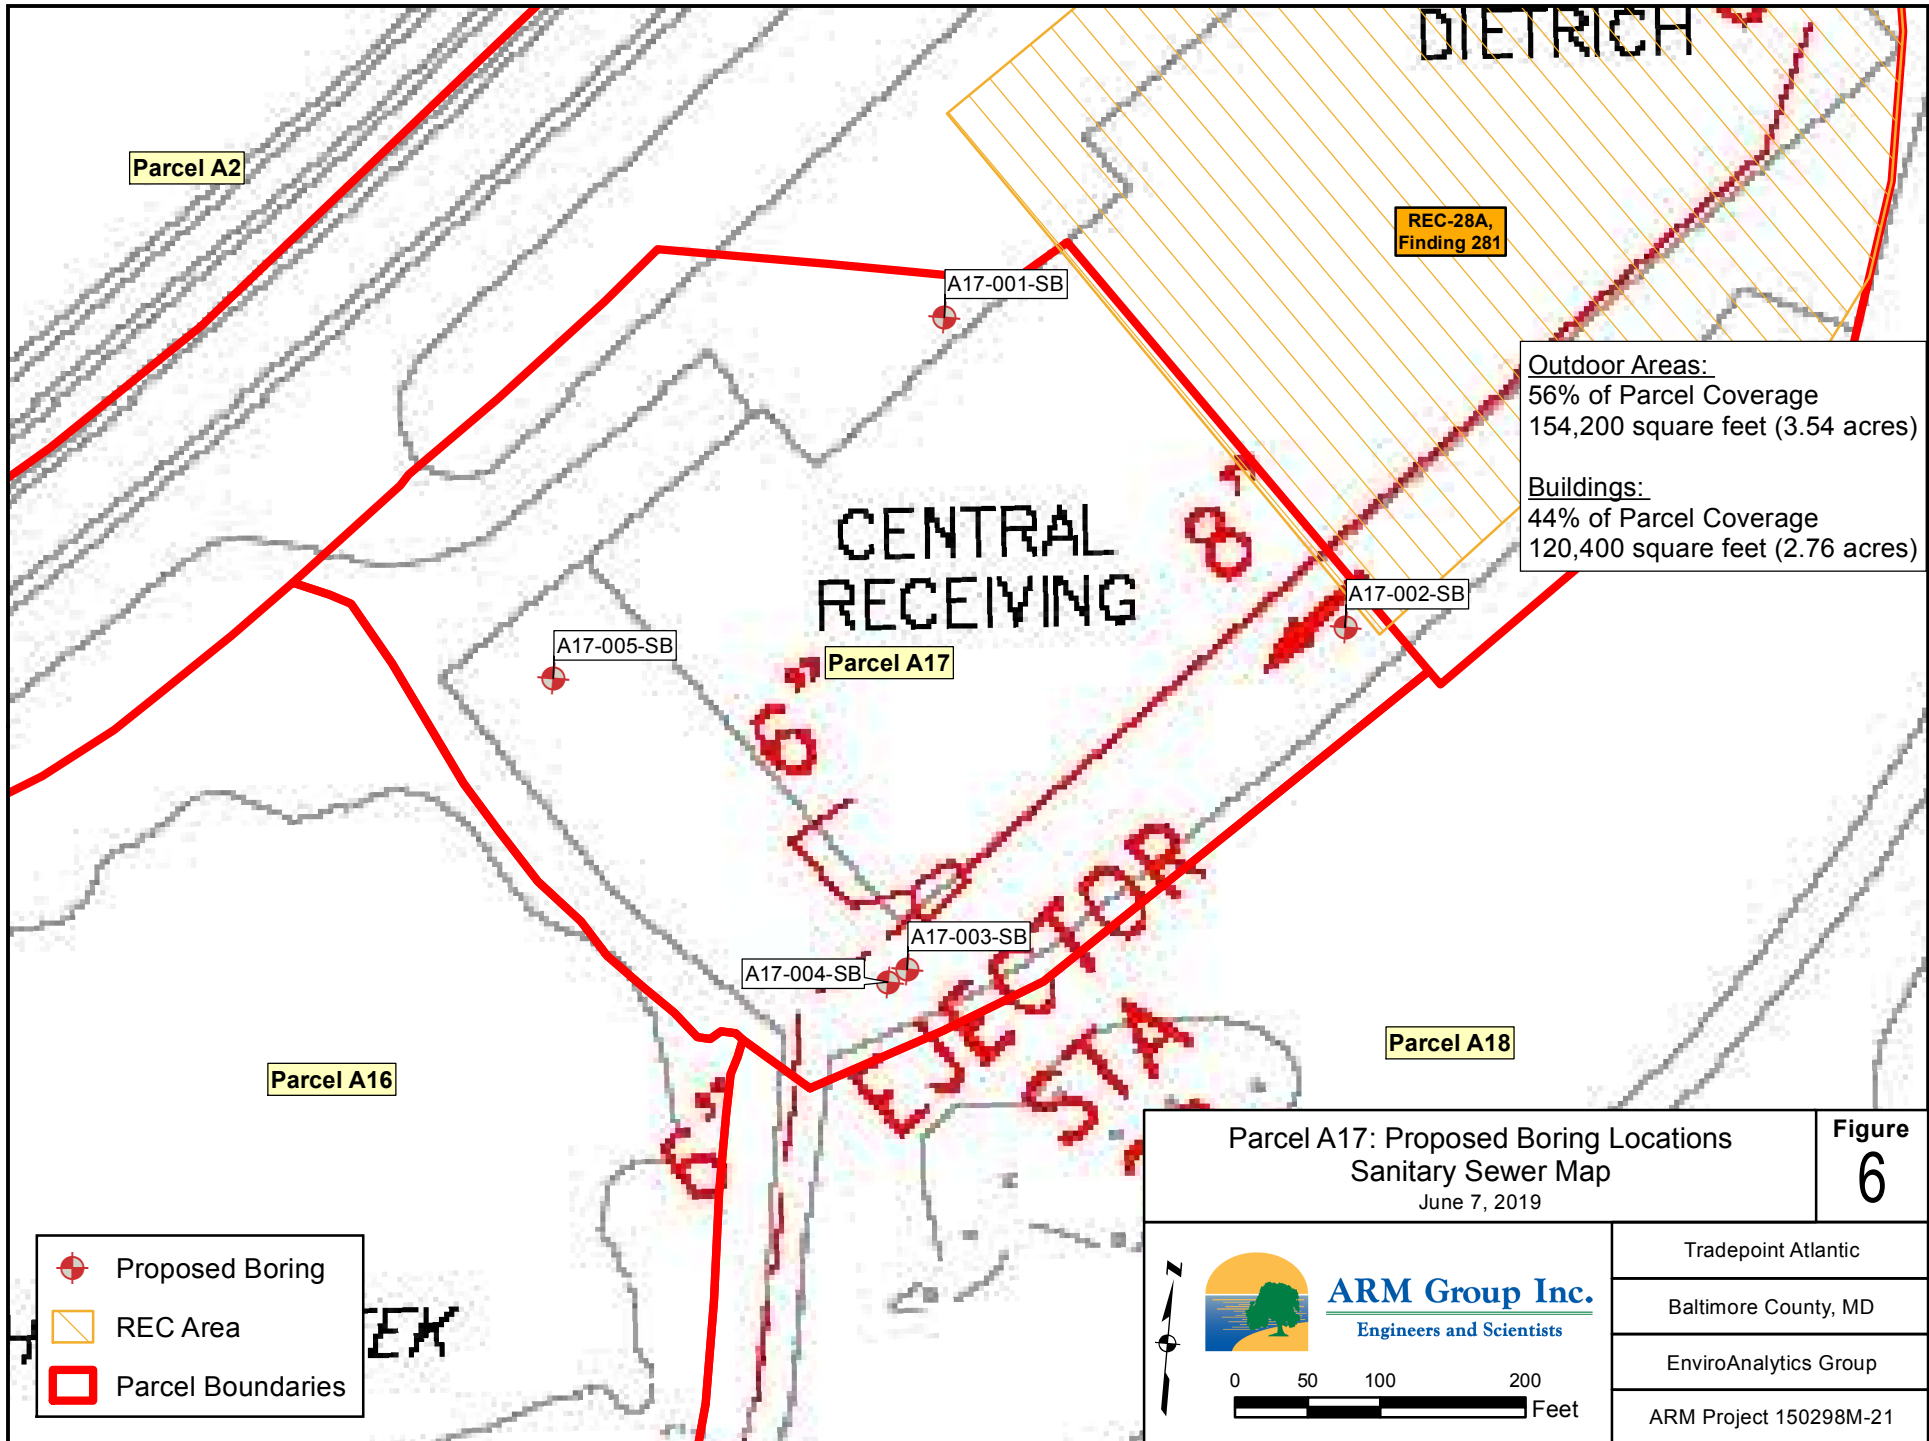 DIETRICH
Parcel A2
REC-28A,
Finding 281
A17-001-SB
Outdoor Areas:
56% of Parcel Coverage
154,200 square feet (3.54 acres)
Buildings:
44% of Parcel Coverage
120,400 square feet (2.76 acres)
8"
CENTRAL
RECEIVING
A17-002-SB
A17-005-SB
Parcel A17
6"
A17-003-SB
A17-004-SB
EJECTOR
STA
Parcel A18
Parcel A16
6"
Parcel A17: Proposed Boring Locations
Sanitary Sewer Map
June 7, 2019
Figure
6
Proposed Boring
REC Area
Parcel Boundaries
EEK
N
ARM Group Inc.
Engineers and Scientists
0 50 100 200
Feet
Tradepoint Atlantic
Baltimore County, MD
EnviroAnalytics Group
ARM Project 150298M-21